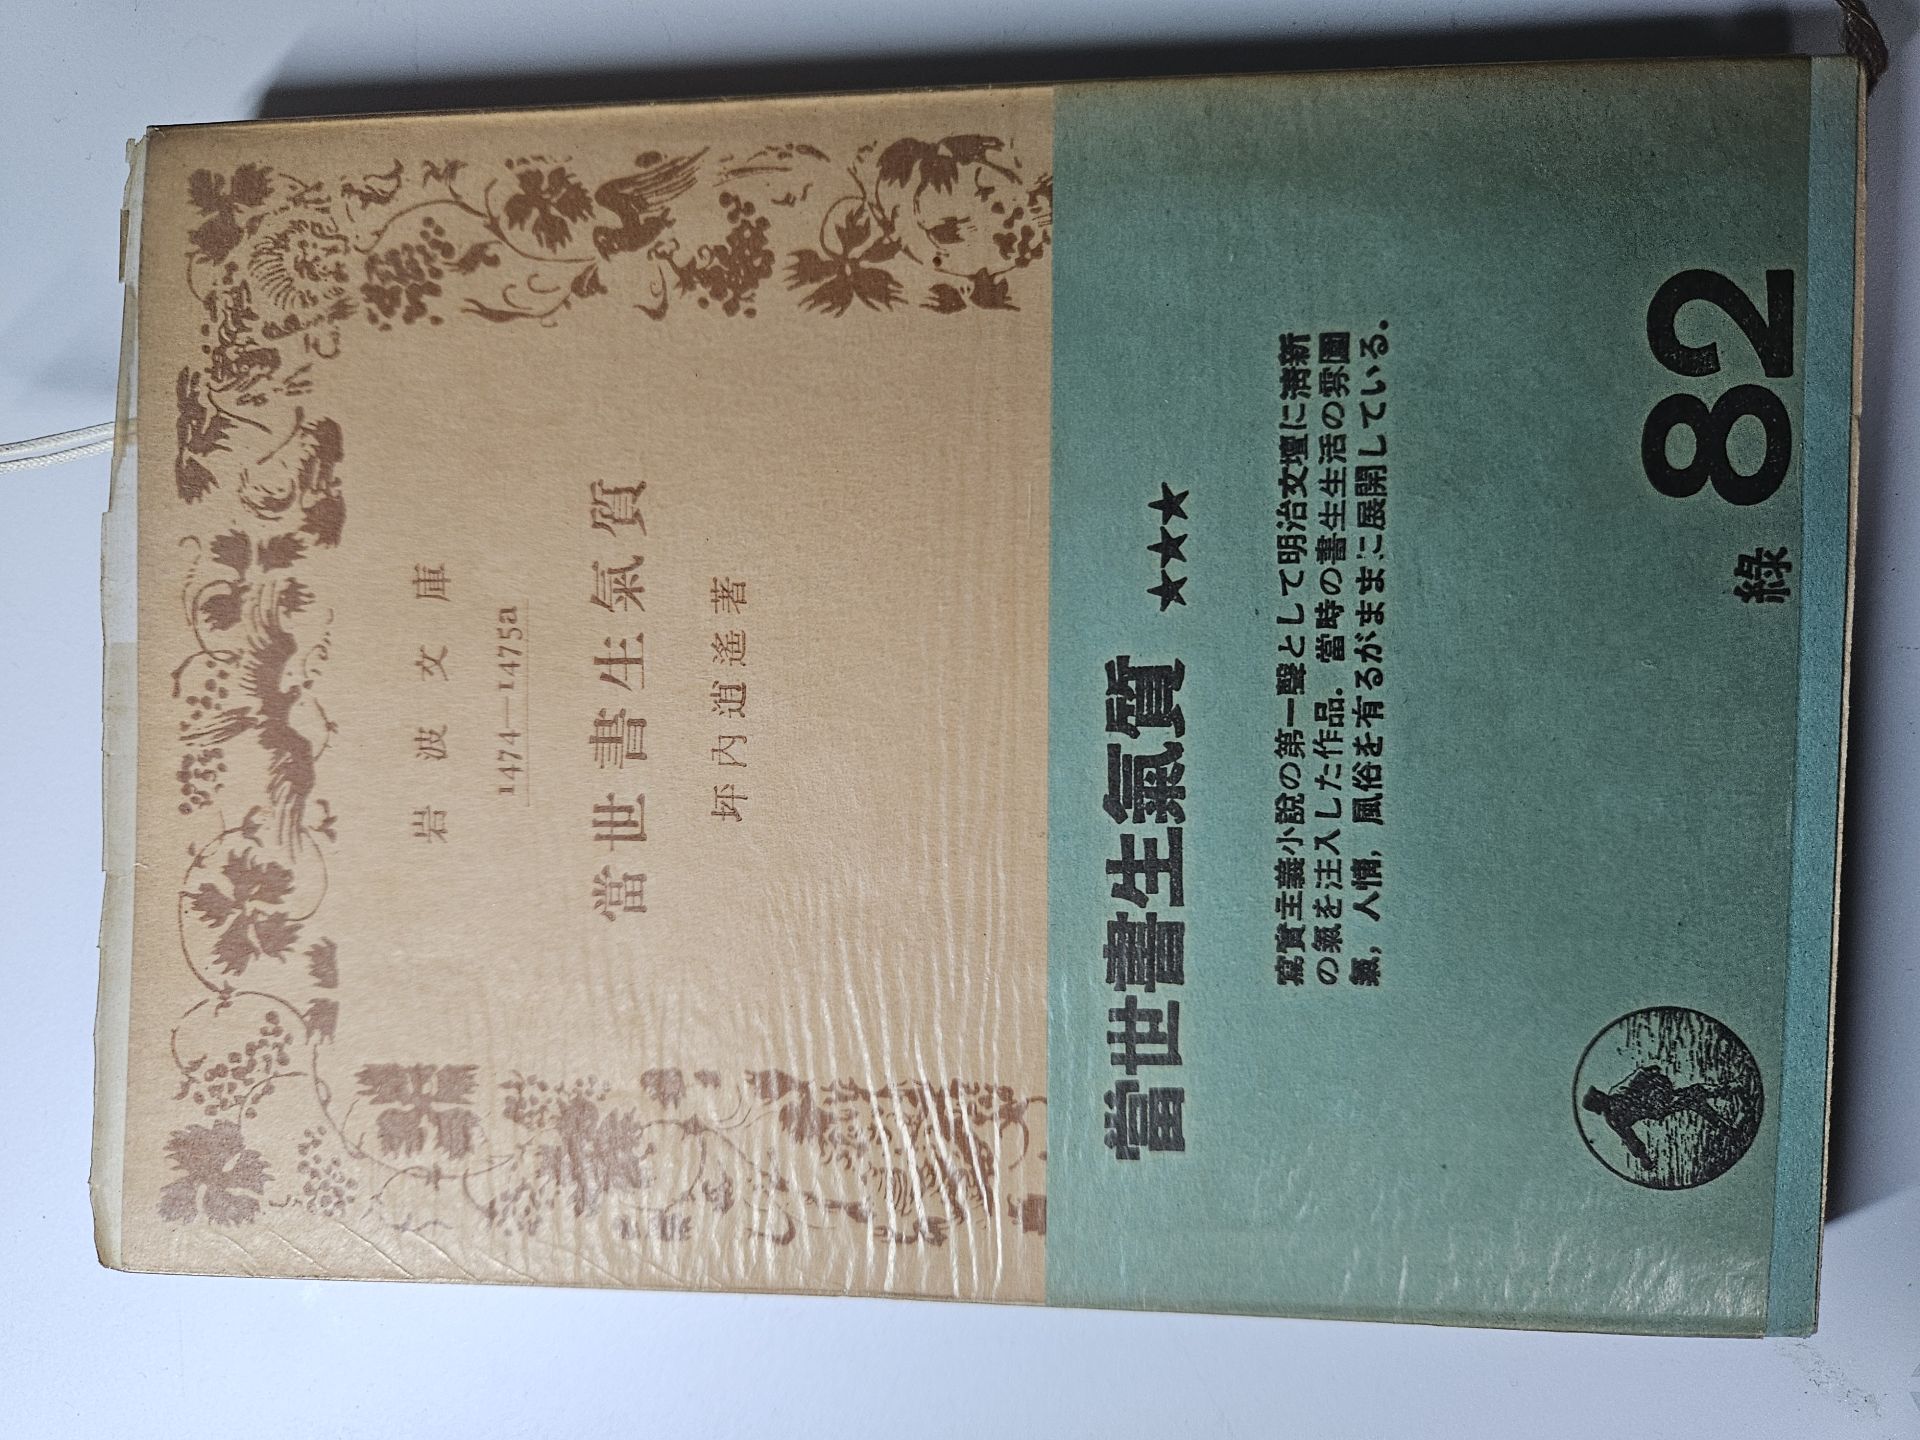 岩波文庫
1474—1475a
當世書生氣質
坪內逍遙著
當世書生氣質 ★★★
寫實主義小說の第一聲として明治文壇に淸新
の氣を注入した作品．當時の書生生活の雰圍
氣，人情，風俗を有るがままに展開している．
綠 82